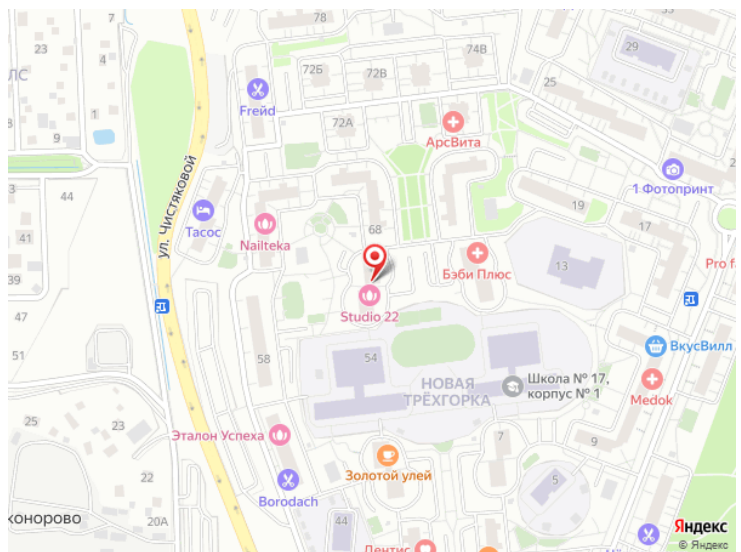 78
23
27
4
74В
72Б
72В
29
ЛС
1
Frейд
25
72А
9
АрсВита
ул. Чистяковой
1 Фотопринт
44
19
17
Тасос
68
41
39
Nailteka
Бэби Плюс
13
Pro fa
47
Studio 22
51
58
54
ВкусВилл
НОВАЯ
ТРЁХГОРКА
Школа № 17,
корпус № 1
Medok
25
23
Эталон Успеха
7
9
Золотой улей
22
5
Borodach
конорово
20А
44
Яндекс
© Яндекс